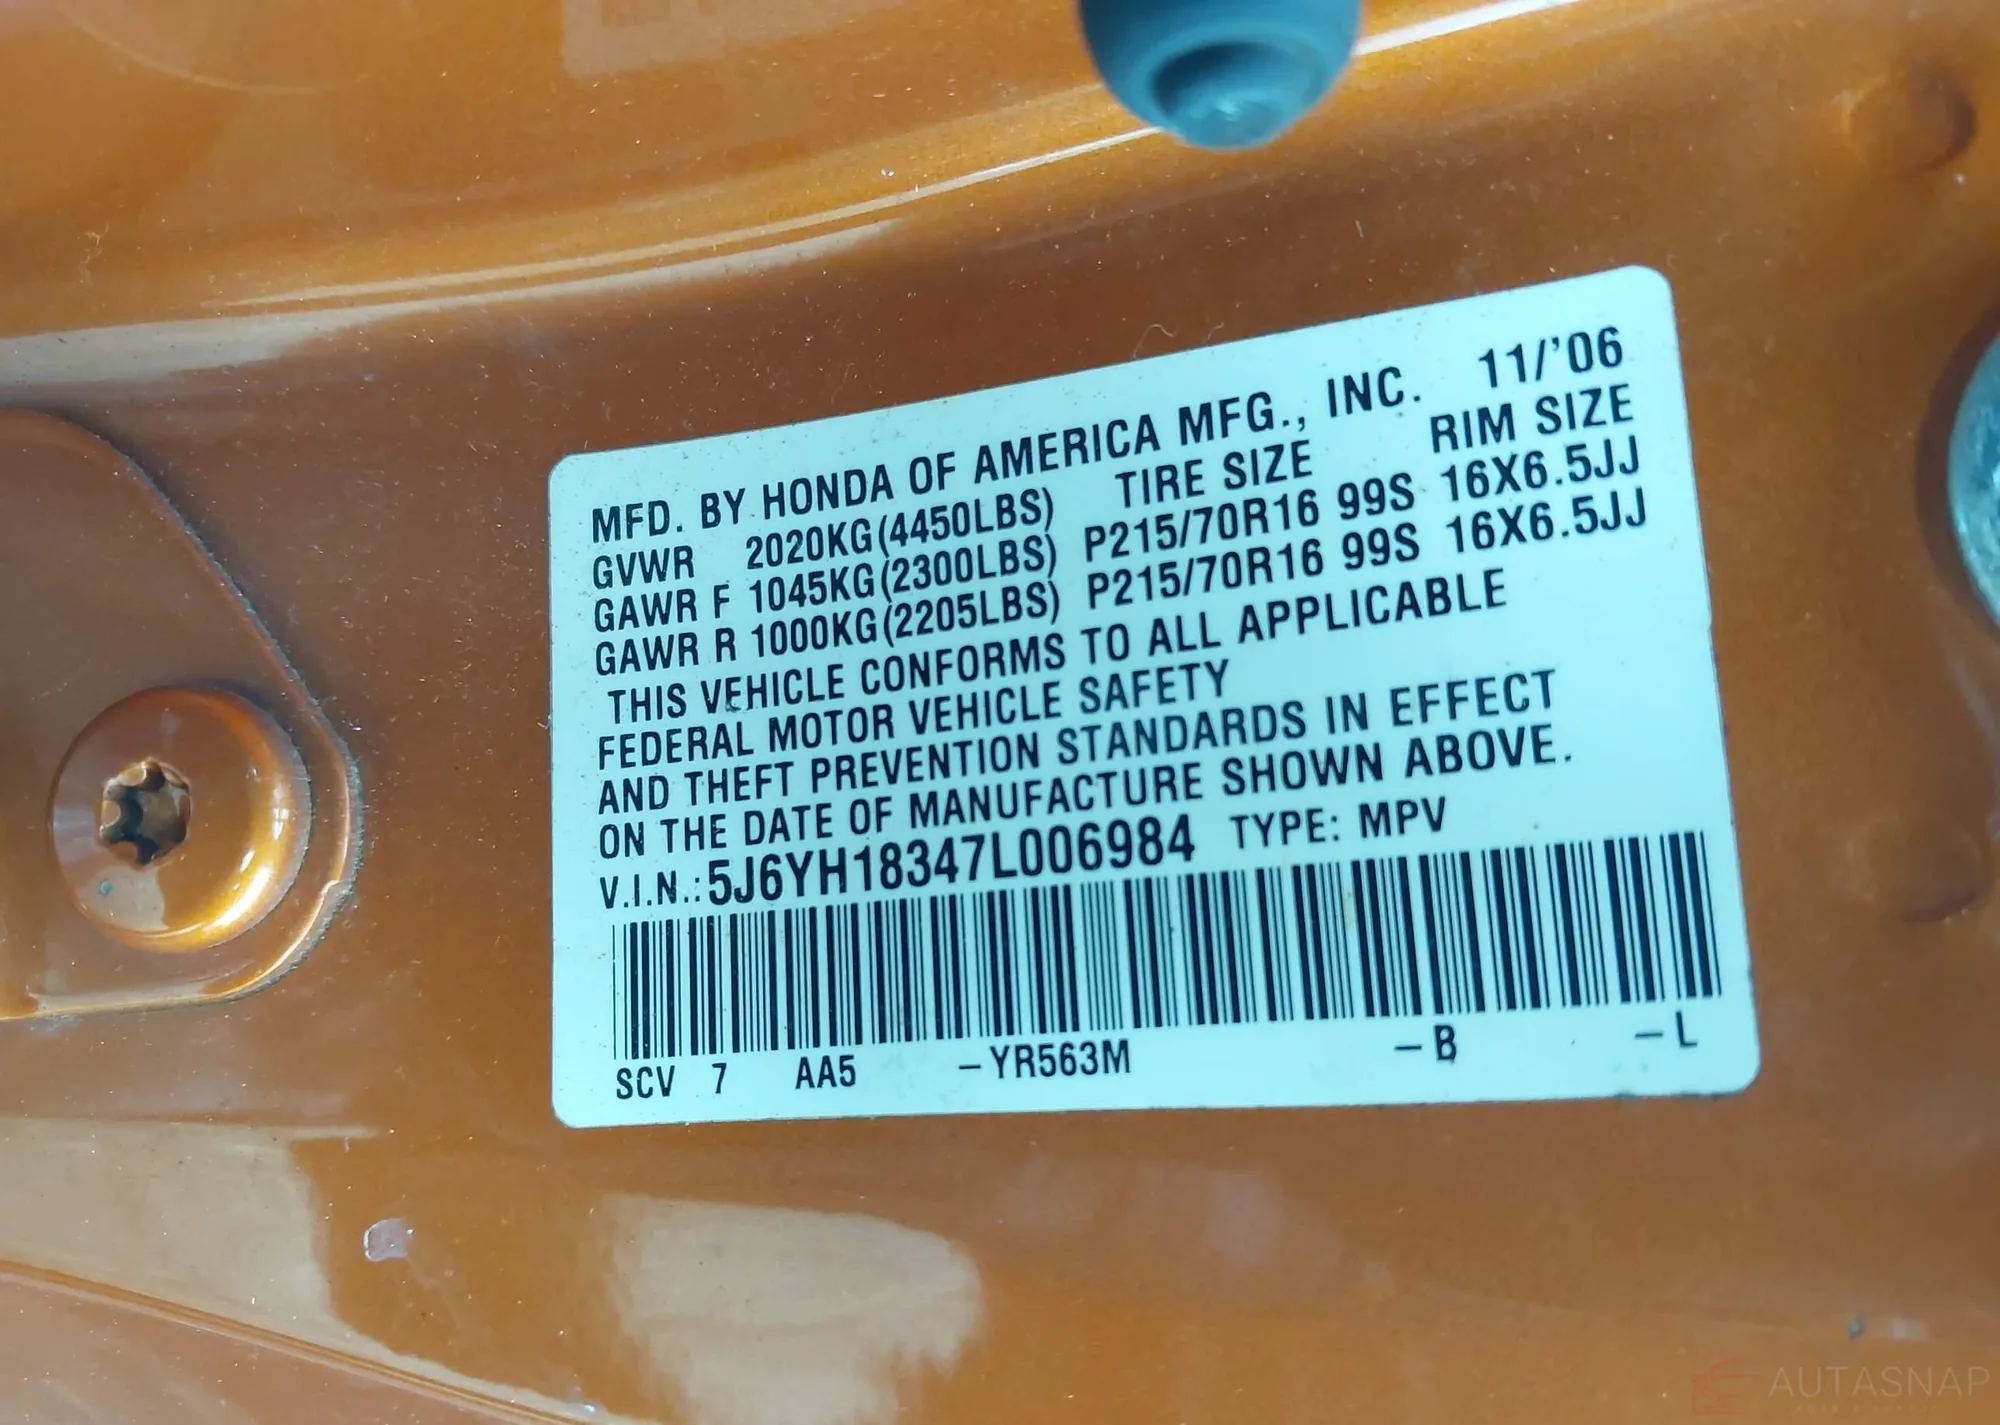 MFD. BY HONDA OF AMERICA MFG., INC. 11/'06
GVWR 2020KG(4450LBS) TIRE SIZE RIM SIZE
GAWR F 1045KG(2300LBS) P215/70R16 99S 16X6.5JJ
GAWR R 1000KG(2205LBS) P215/70R16 99S 16X6.5JJ
THIS VEHICLE CONFORMS TO ALL APPLICABLE
FEDERAL MOTOR VEHICLE SAFETY
AND THEFT PREVENTION STANDARDS IN EFFECT
ON THE DATE OF MANUFACTURE SHOWN ABOVE.
V.I.N.: 5J6YH18347L006984 TYPE: MPV
SCV 7 AA5 -YR563M -B -L
AUTASNAP